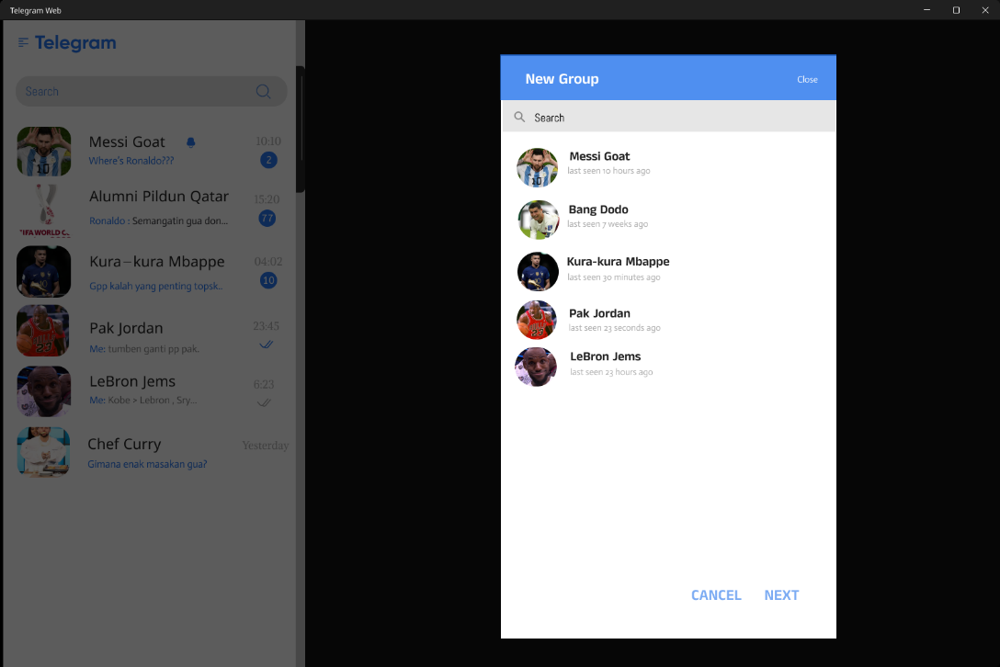 Telegram Web
Telegram
Search
Messi Goat
10:10
Where's Ronaldo???
2
Alumni Pildun Qatar
15:20
Ronaldo : Semangatin gua don...
77
Kura-kura Mbappe
04:02
Gpp kalah yang penting topsk..
10
Pak Jordan
23:45
Me: tumben ganti pp pak.
LeBron Jems
6:23
Me: Kobe > Lebron , Sry...
Chef Curry
Yesterday
Gimana enak masakan gua?
New Group
Close
Search
Messi Goat
last seen 10 hours ago
Bang Dodo
last seen 7 weeks ago
Kura-kura Mbappe
last seen 30 minutes ago
Pak Jordan
last seen 23 seconds ago
LeBron Jems
last seen 23 hours ago
CANCEL NEXT